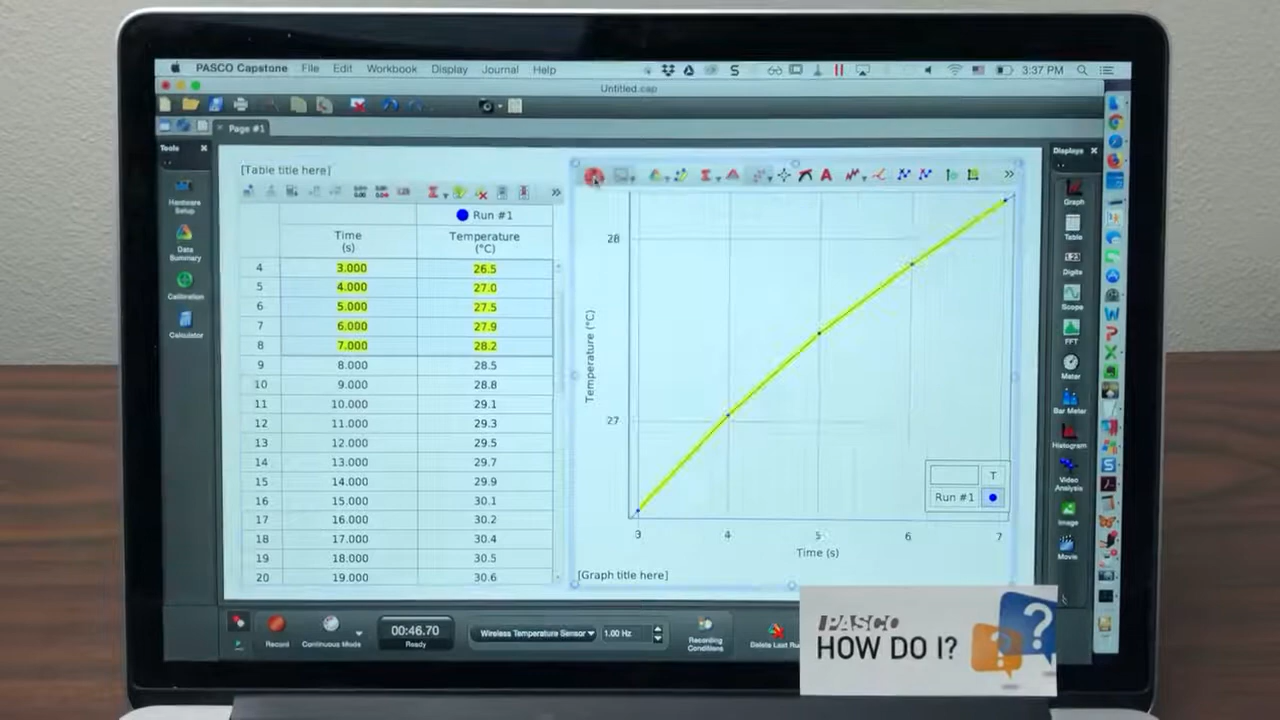 PASCO Capstone File Edit Workbook Display Journal Help 3:37 PM
Untitled.cap
Page #1
Tools
Hardware Setup
Data Summary
Calibration
Calculator
[Table title here]
Run #1
Time (s) Temperature (°C)
4 3.000 26.5
5 4.000 27.0
6 5.000 27.5
7 6.000 27.9
8 7.000 28.2
9 8.000 28.5
10 9.000 28.8
11 10.000 29.1
12 11.000 29.3
13 12.000 29.5
14 13.000 29.7
15 14.000 29.9
16 15.000 30.1
17 16.000 30.2
18 17.000 30.4
19 18.000 30.5
20 19.000 30.6
Temperature (°C)
28
27
3 4 5 6 7
Time (s)
T
Run #1
[Graph title here]
Displays
Graph
Table
Digits
Scope
FFT
Meter
Bar Meter
Histogram
Video Analysis
Image
Movie
Record
Continuous Mode
00:46.70
Ready
Wireless Temperature Sensor 1.00 Hz
Recording Conditions
Delete Last
PASCO
HOW DO I?